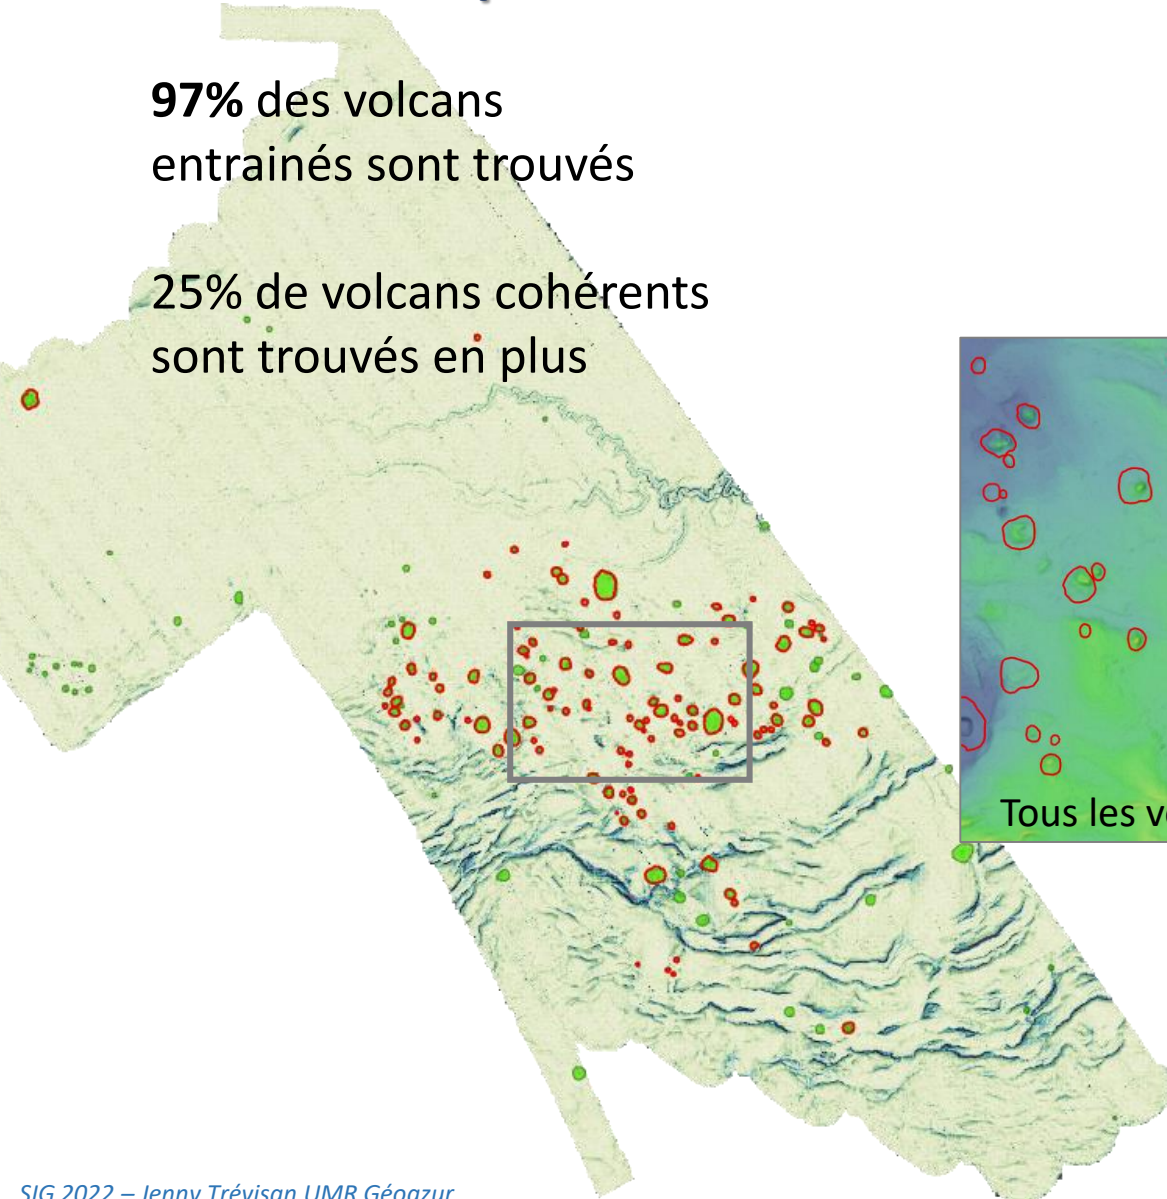 97% des volcans
entrainés sont trouvés
25% de volcans cohérents
sont trouvés en plus
Tous les
SIG 2022 – Jenny Trévisan UMR Géoazur